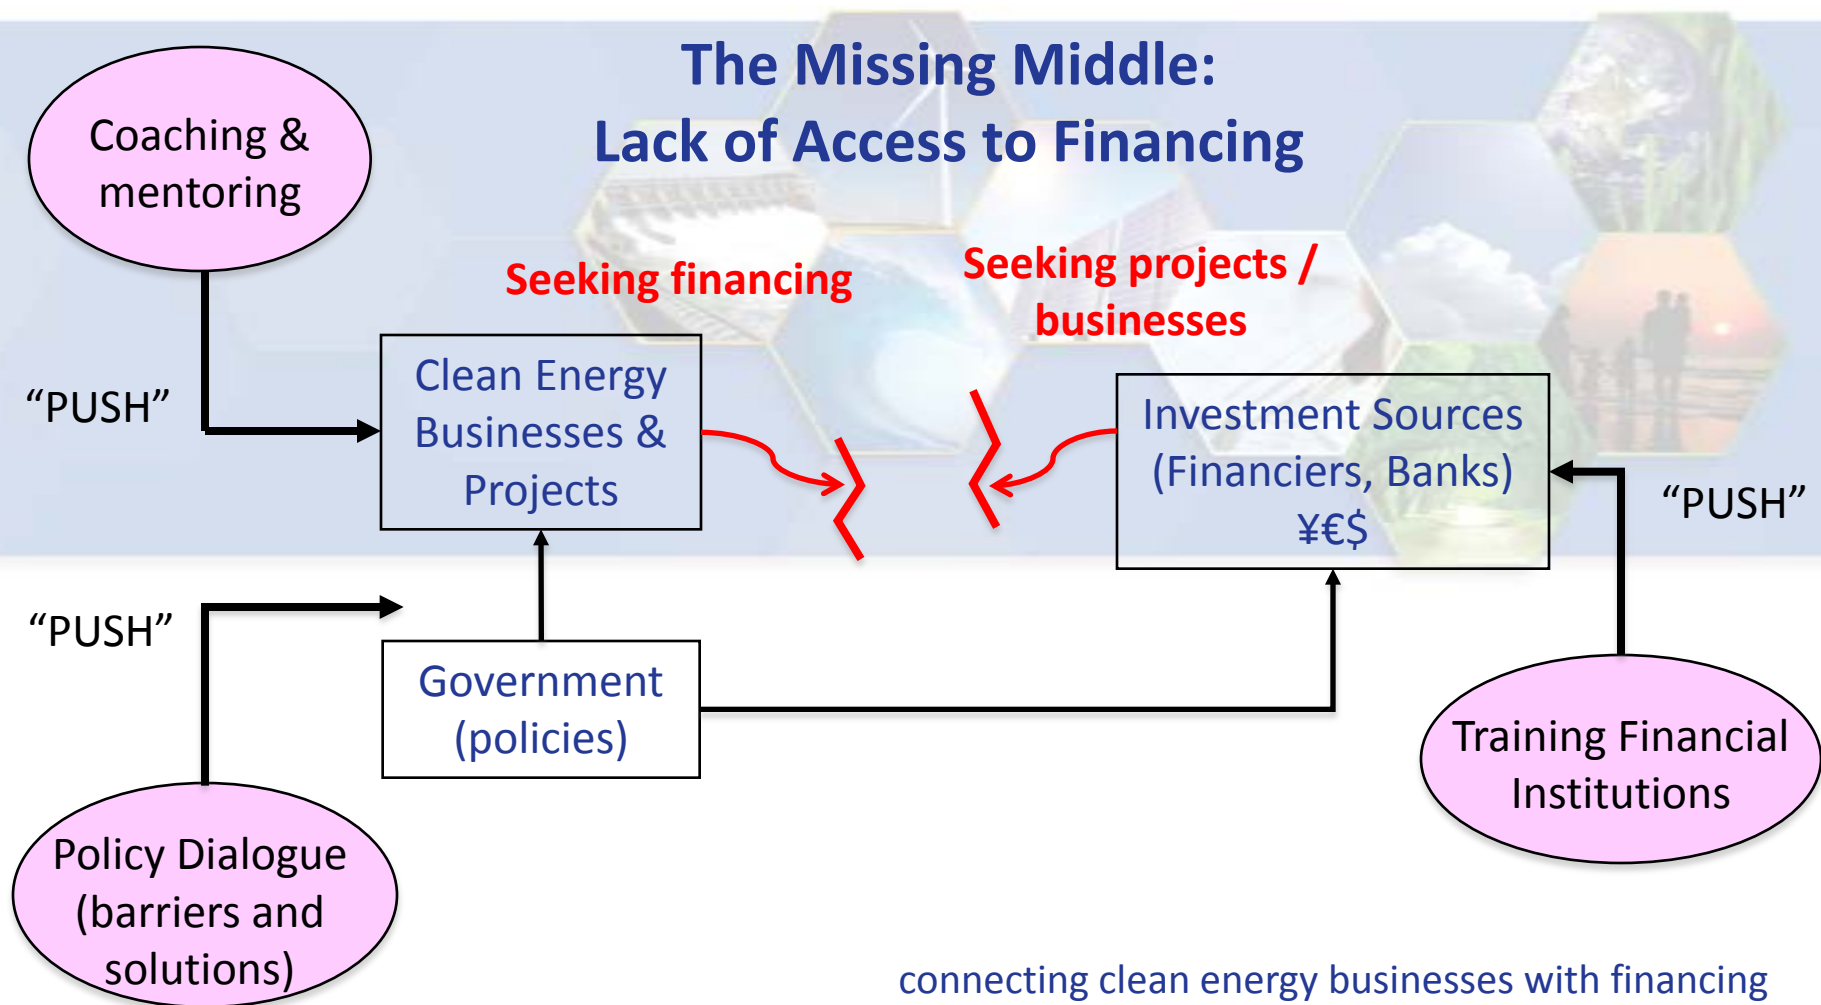 The Missing Middle:
Lack of Access to Financing
Coaching &
mentoring
Seeking financing
Seeking projects /
businesses
“PUSH”
Clean Energy
Businesses &
Projects
Investment Sources
(Financiers, Banks)
¥€$
“PUSH”
“PUSH”
Government
(policies)
Training Financial
Institutions
Policy Dialogue
(barriers and
solutions)
connecting clean energy businesses with financing